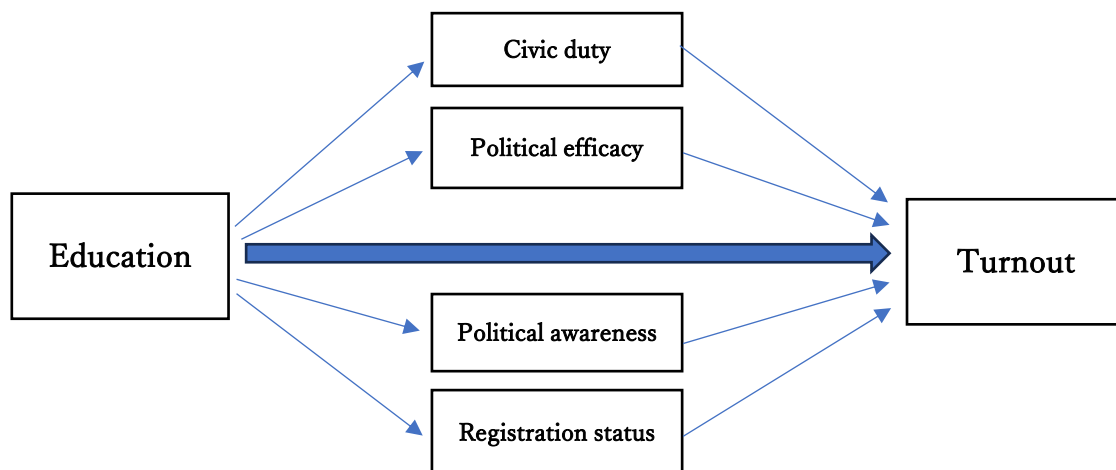 Civic duty
Political efficacy
Education
Turnout
Political awareness
Registration status